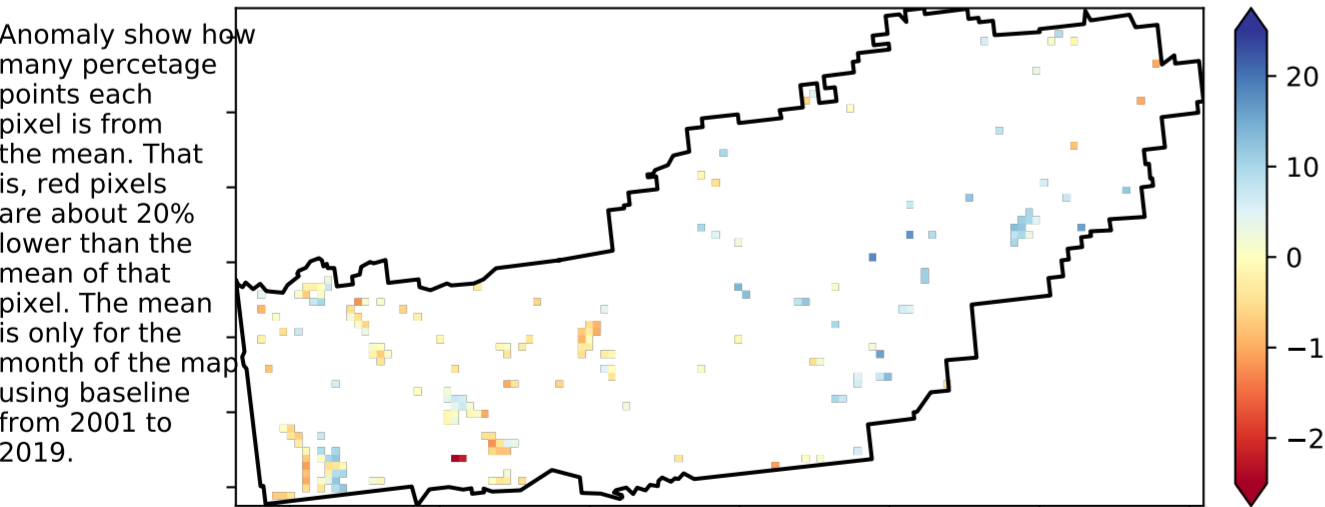 Anomaly show how
many percetage
points each
pixel is from
the mean. That
is, red pixels
are about 20%
lower than the
mean of that
pixel. The mean
is only for the
month of the map
using baseline
from 2001 to
2019.
20
10
0
−1
−2